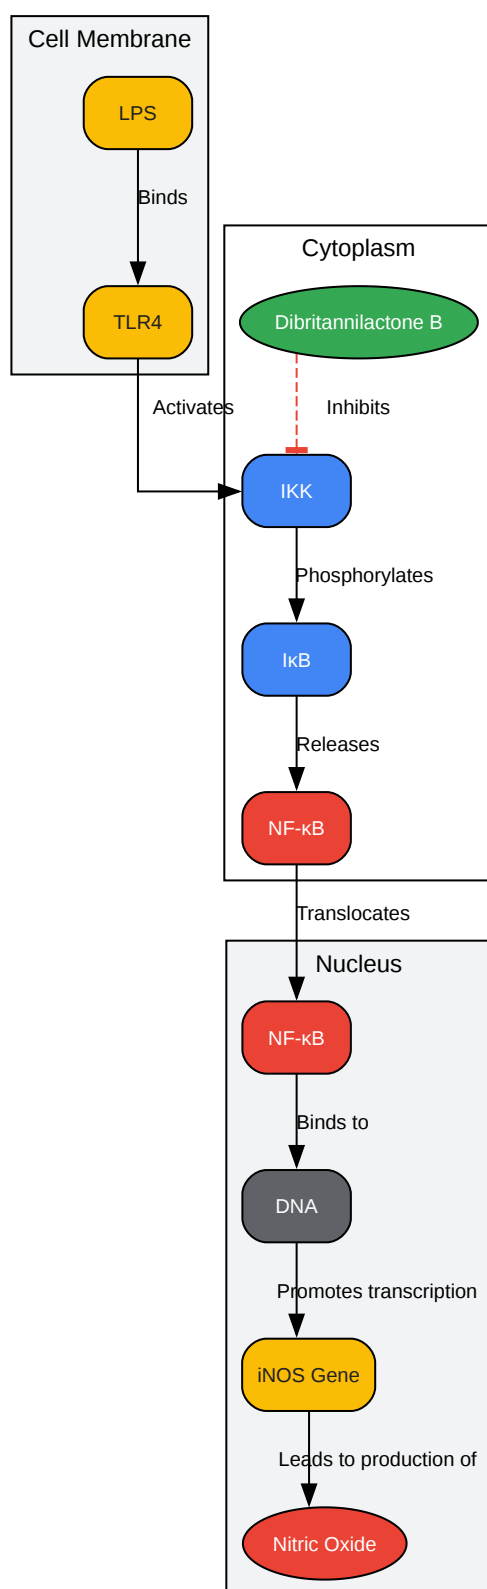 Cell Membrane
LPS
Binds
TLR4
Activates
Cytoplasm
Dibritannilactone B
Inhibits
IKK
Phosphorylates
IκB
Releases
NF-κB
Translocates
Nucleus
NF-κB
Binds to
DNA
Promotes transcription
iNOS Gene
Leads to production of
Nitric Oxide